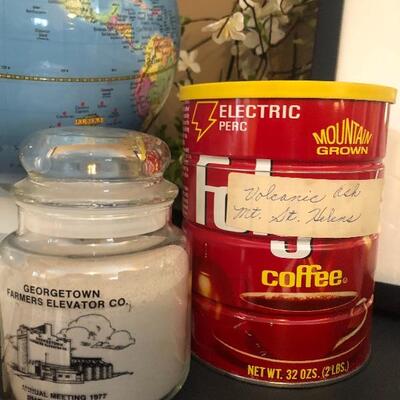 ELECTRIC
PERC
MOUNTAIN
GROWN
Fol
Volcanic ash
Mt. St. Helens
coffee
NET WT. 32 OZS. (2 LBS.)
GEORGETOWN
FARMERS ELEVATOR CO.
ANNUAL MEETING 1977